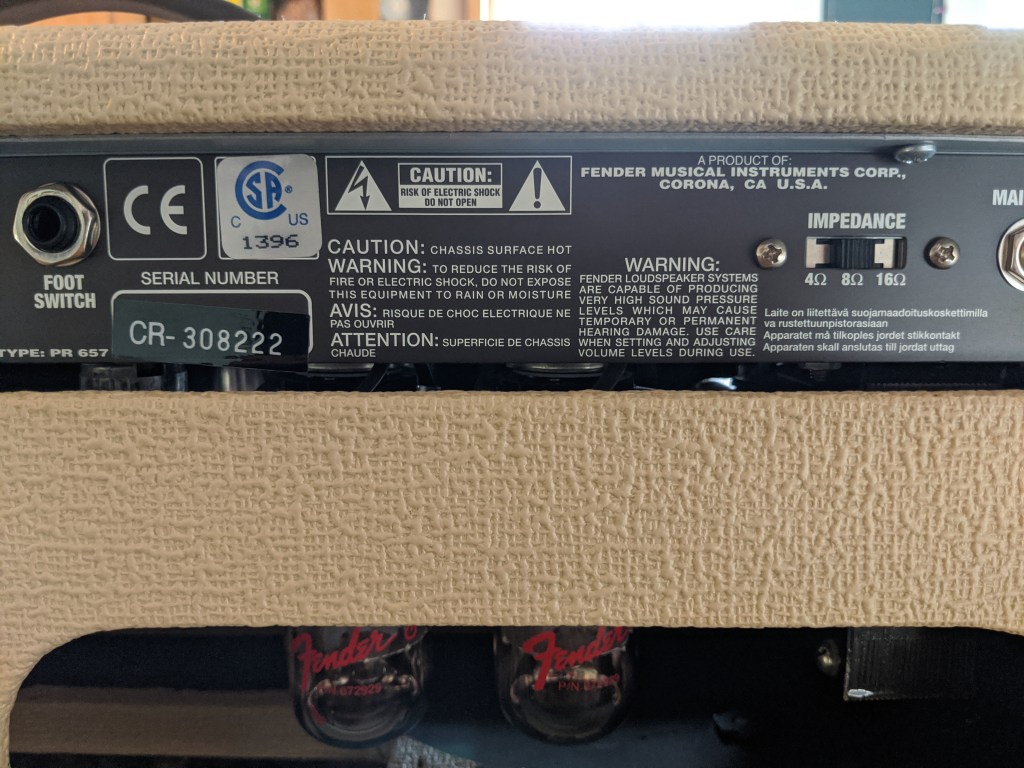 FOOT
SWITCH
CE
CSA®
C US
1396
SERIAL NUMBER
CR-308222
TYPE: PR 657
CAUTION:
RISK OF ELECTRIC SHOCK
DO NOT OPEN
CAUTION: CHASSIS SURFACE HOT
WARNING: TO REDUCE THE RISK OF
FIRE OR ELECTRIC SHOCK, DO NOT EXPOSE
THIS EQUIPMENT TO RAIN OR MOISTURE
AVIS: RISQUE DE CHOC ELECTRIQUE NE
PAS OUVRIR
ATTENTION: SUPERFICIE DE CHASSIS
CHAUDE
A PRODUCT OF:
FENDER MUSICAL INSTRUMENTS CORP.,
CORONA, CA U.S.A.
WARNING:
FENDER LOUDSPEAKER SYSTEMS
ARE CAPABLE OF PRODUCING
VERY HIGH SOUND PRESSURE
LEVELS WHICH MAY CAUSE
TEMPORARY OR PERMANENT
HEARING DAMAGE. USE CARE
WHEN SETTING AND ADJUSTING
VOLUME LEVELS DURING USE.
IMPEDANCE
4Ω 8Ω 16Ω
Laite on liitettävä suojamaadoituskoskettimilla
va rustettuunpistorasiaan
Apparatet må tilkoples jordet stikkontakt
Apparaten skall anslutas till jordat uttag
MAI
Fender ®
P/N 072929
Fender
P/N